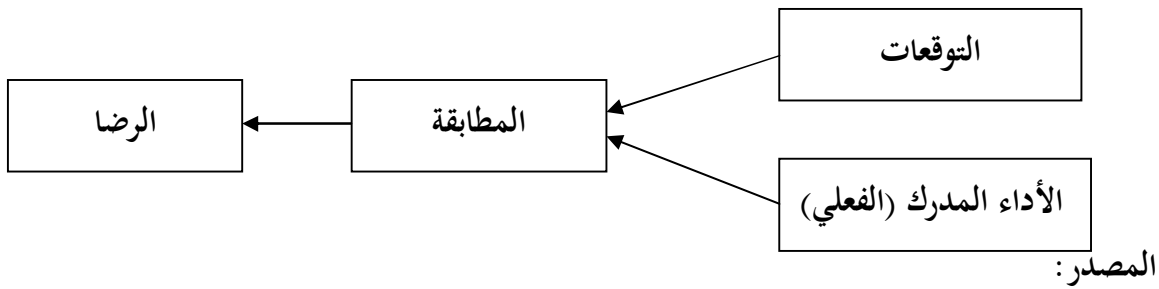 التوقعات
المطابقة
الرضا
الأداء المدرك (الفعلي)
المصدر: